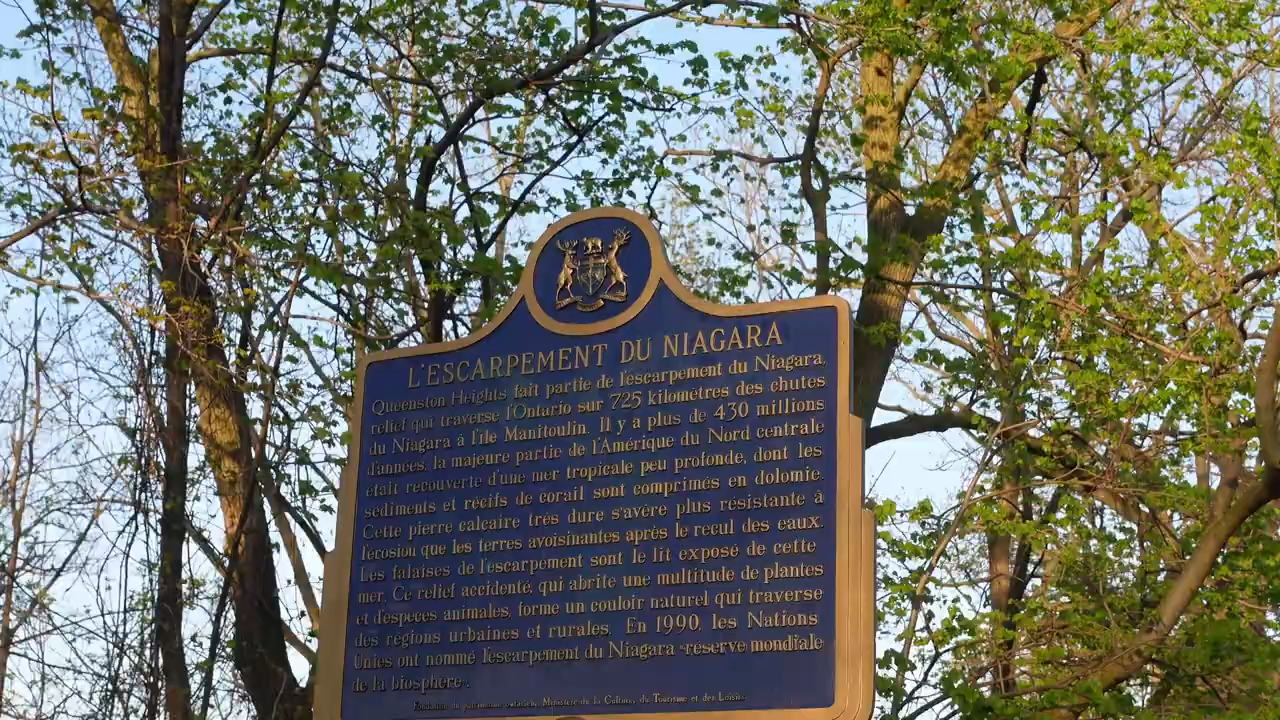 L'ESCARPEMENT DU NIAGARA
Queenston Heights fait partie de l'escarpement du Niagara,
relief qui traverse l'Ontario sur 725 kilomètres des chutes
du Niagara à l'île Manitoulin. Il y a plus de 430 millions
d'années, la majeure partie de l'Amérique du Nord centrale
était recouverte d'une mer tropicale peu profonde, dont les
sédiments et récifs de corail sont comprimés en dolomie.
Cette pierre calcaire très dure s'avère plus résistante à
l'érosion que les terres avoisinantes après le recul des eaux.
Les falaises de l'escarpement sont le lit exposé de cette
mer. Ce relief accidenté, qui abrite une multitude de plantes
et d'espèces animales, forme un couloir naturel qui traverse
des régions urbaines et rurales. En 1990, les Nations
Unies ont nommé l'escarpement du Niagara «réserve mondiale
de la biosphère».
Fondation du patrimoine ontarien, Ministère de la Culture, du Tourisme et des Loisirs